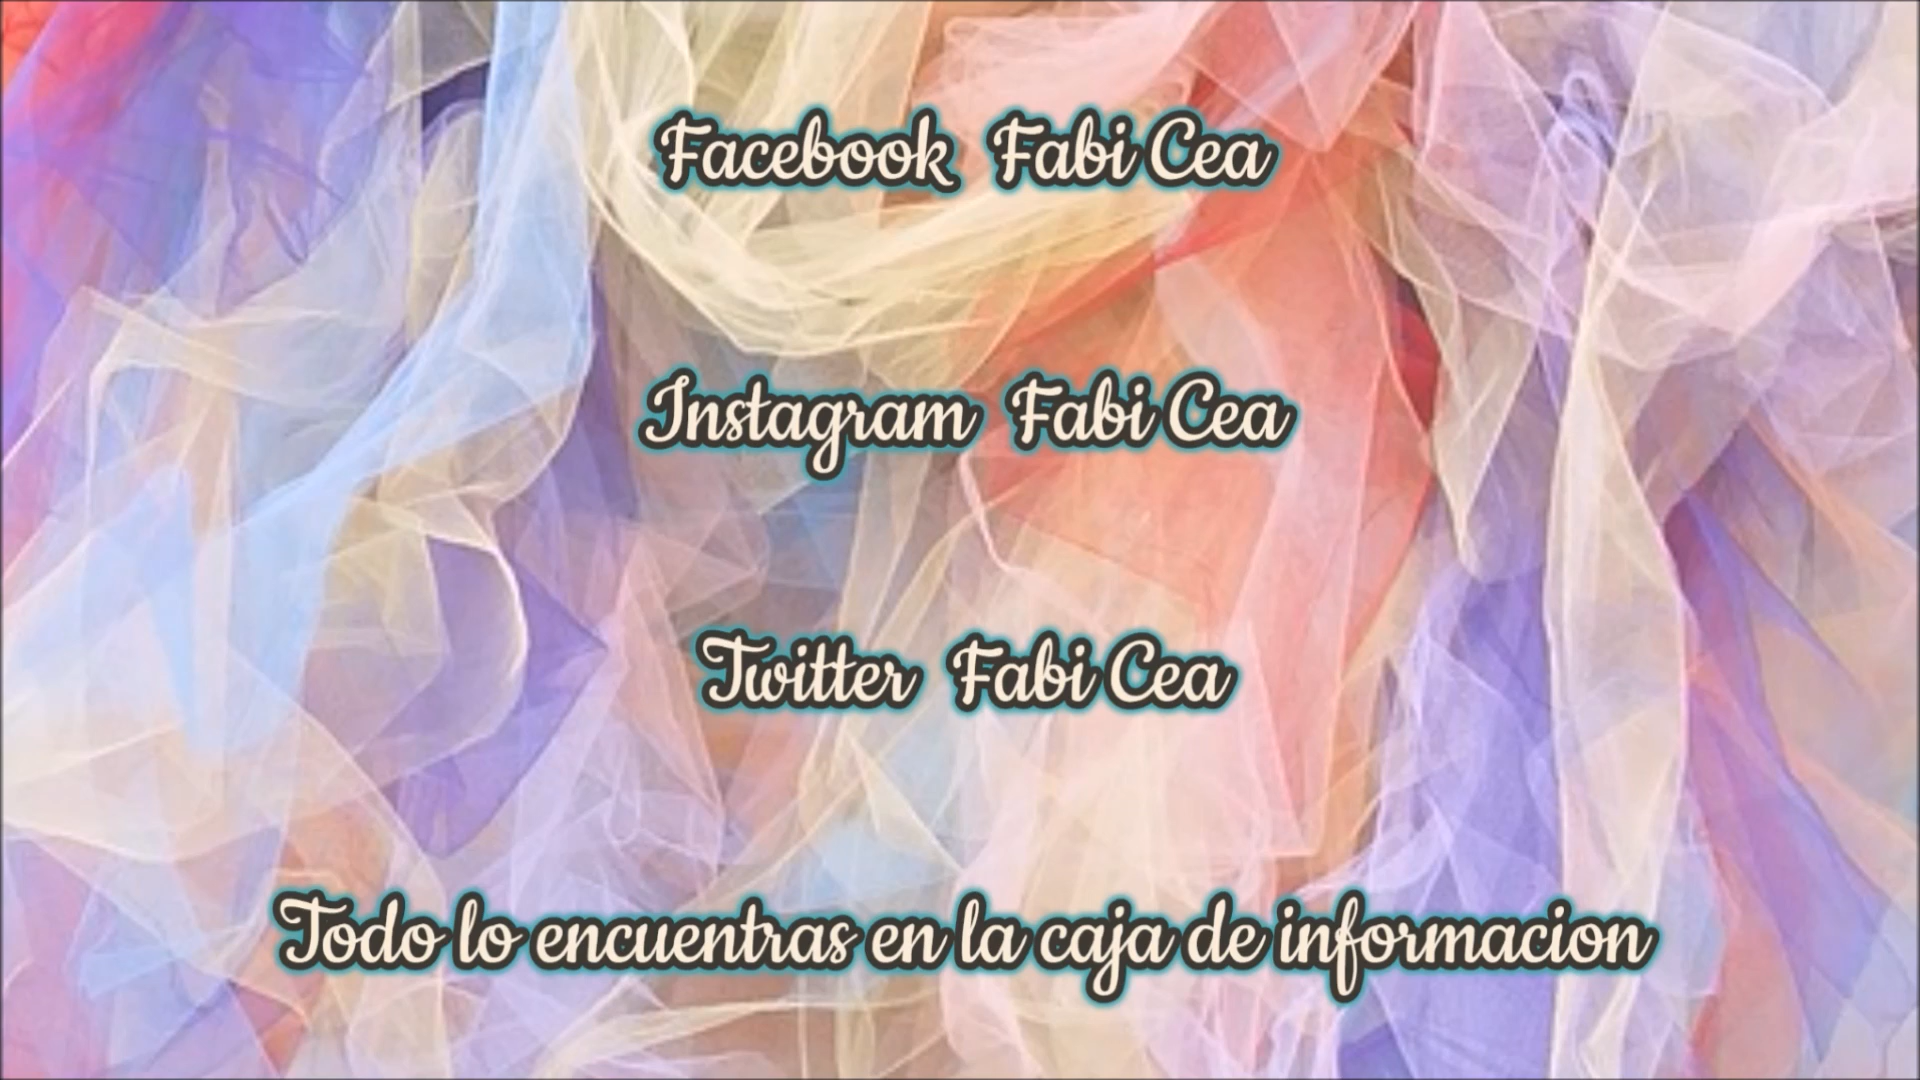 Facebook Fabi Cea
Instagram Fabi Cea
Twitter Fabi Cea
Todo lo encuentras en la caja de informacion